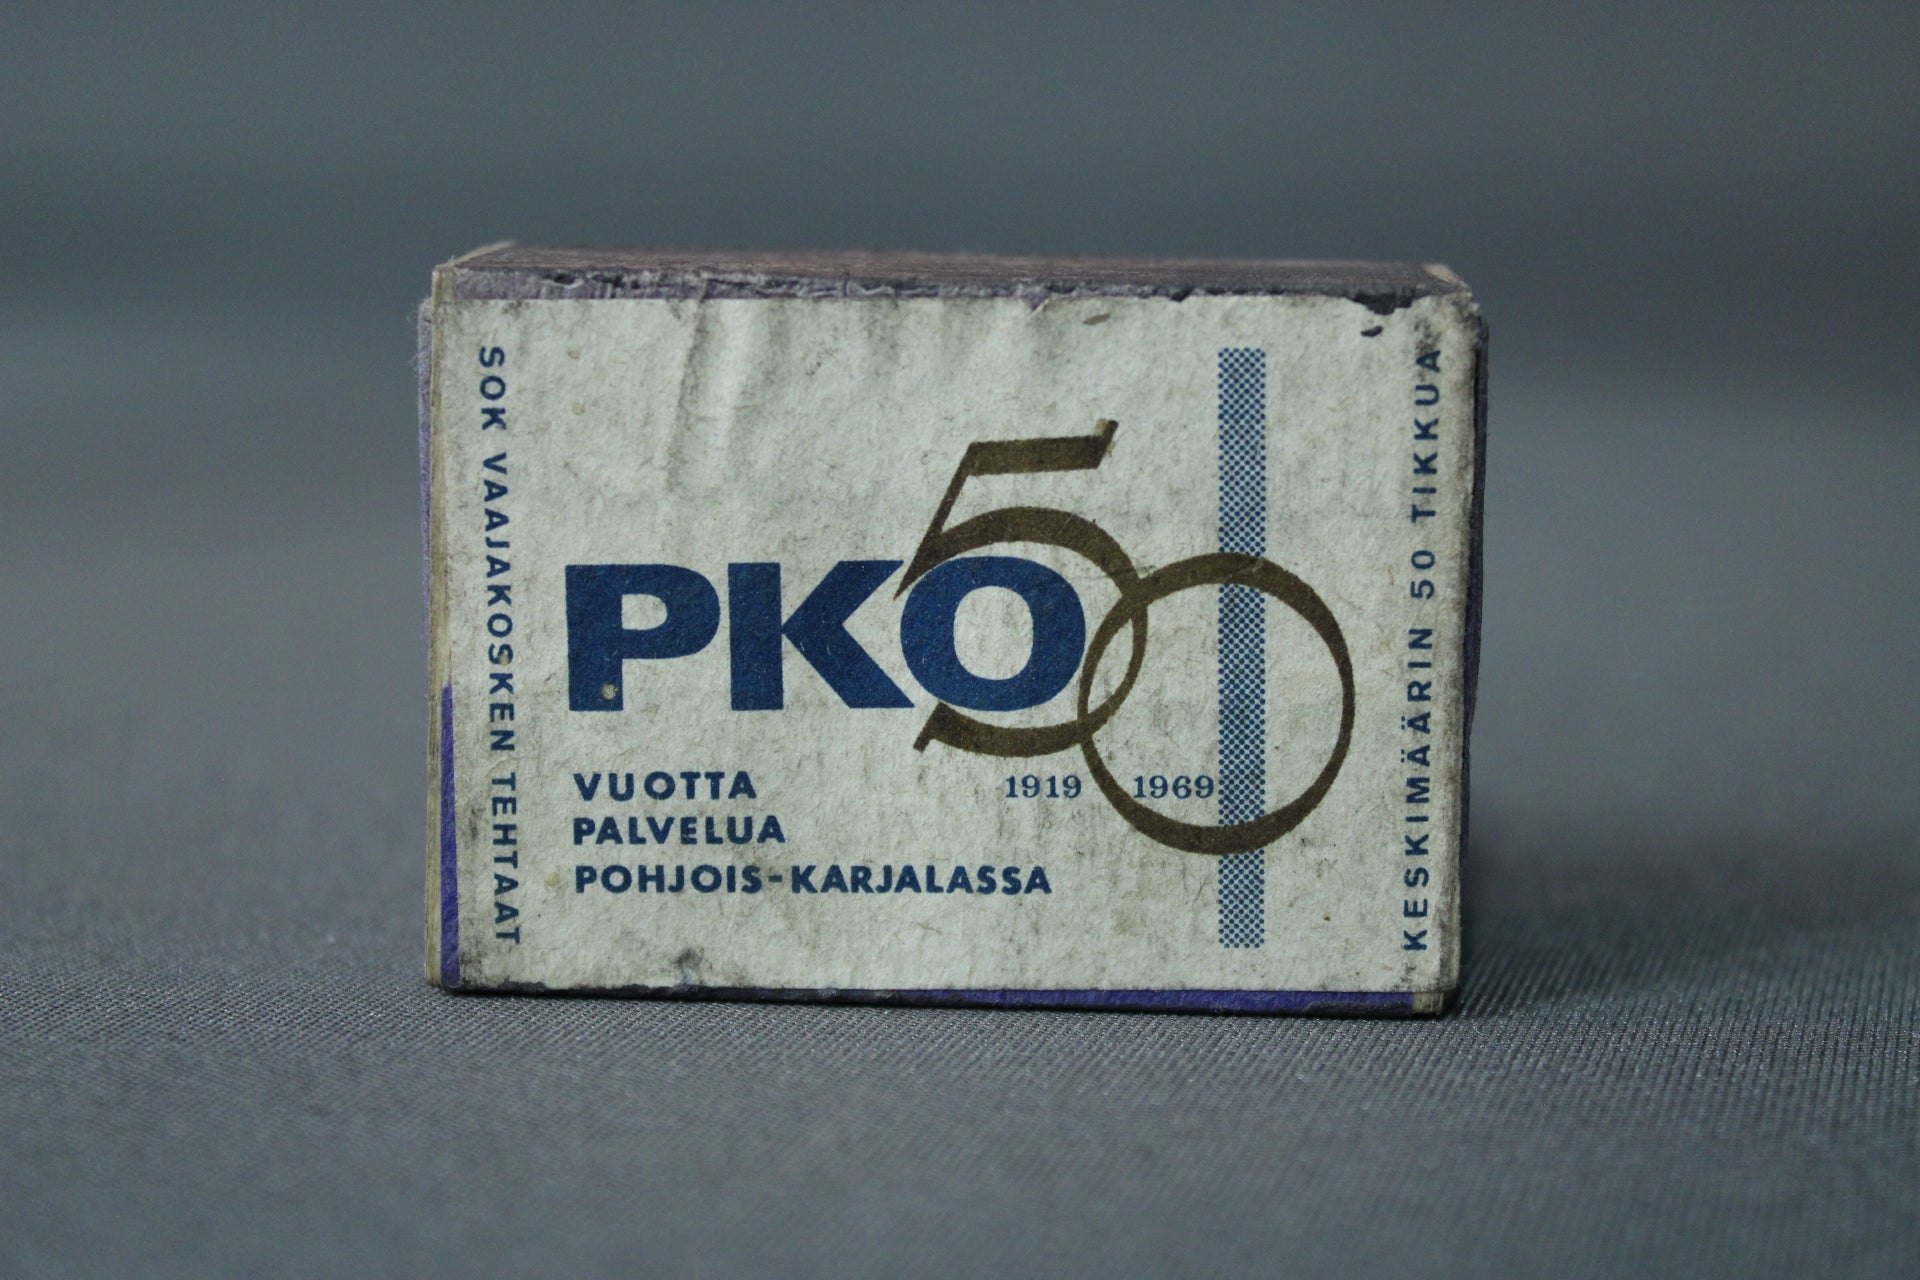 SOK VAAJAKOSKEN TEHTAAT
PKO 50
1919 1969
VUOTTA
PALVELUA
POHJOIS-KARJALASSA
KESKIMÄÄRIN 50 TIKKUA